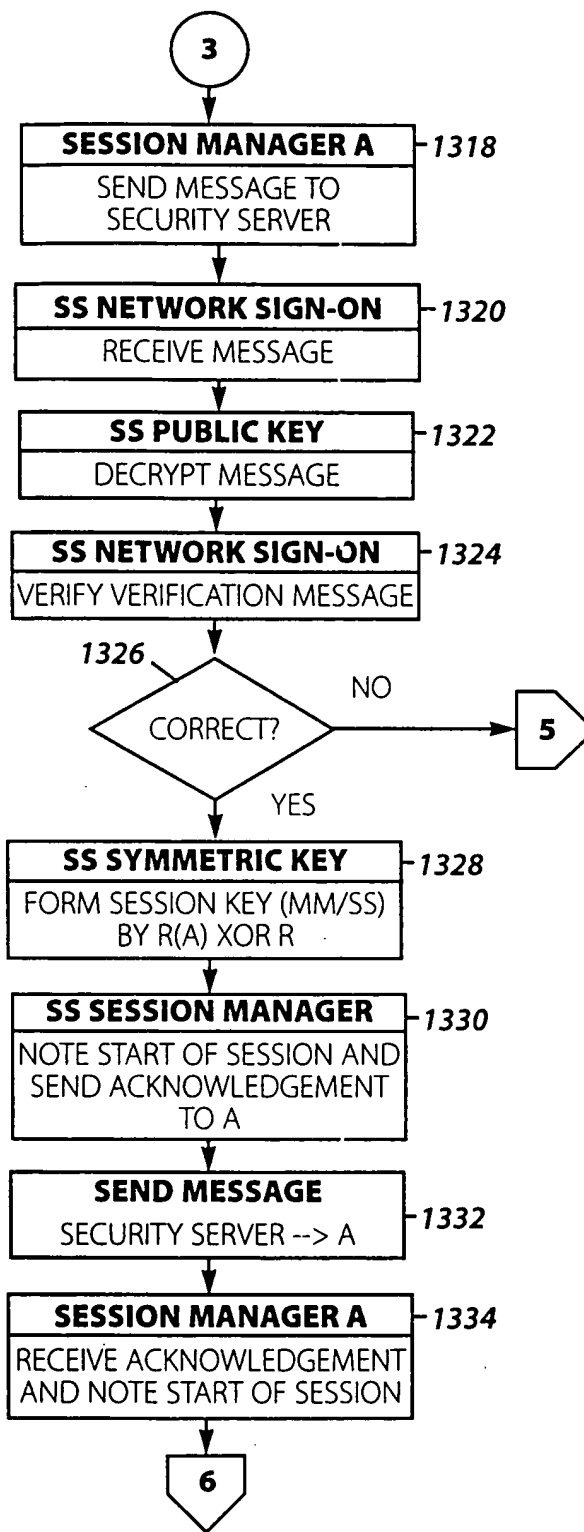 3
SESSION MANAGER A
1318
SEND MESSAGE TO
SECURITY SERVER
SS NETWORK SIGN-ON
1320
RECEIVE MESSAGE
SS PUBLIC KEY
1322
DECRYPT MESSAGE
SS NETWORK SIGN-ON
1324
VERIFY VERIFICATION MESSAGE
1326
CORRECT?
NO
5
YES
SS SYMMETRIC KEY
1328
FORM SESSION KEY (MM/SS)
BY R(A) XOR R
SS SESSION MANAGER
1330
NOTE START OF SESSION AND
SEND ACKNOWLEDGEMENT
TO A
SEND MESSAGE
SECURITY SERVER --> A
1332
SESSION MANAGER A
1334
RECEIVE ACKNOWLEDGEMENT
AND NOTE START OF SESSION
6